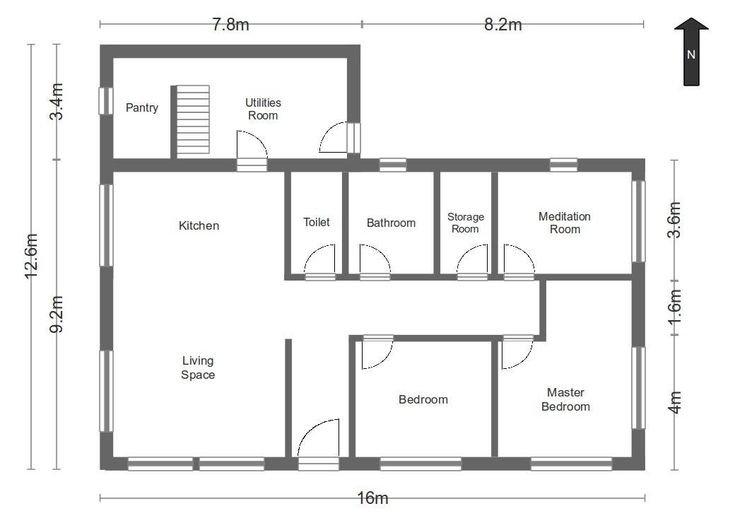 7.8m
8.2m
N
3.4m
Pantry
Utilities
Room
12.6m
9.2m
Kitchen
Toilet
Bathroom
Storage
Room
Meditation
Room
3.6m
1.6m
Living
Space
Bedroom
Master
Bedroom
4m
16m